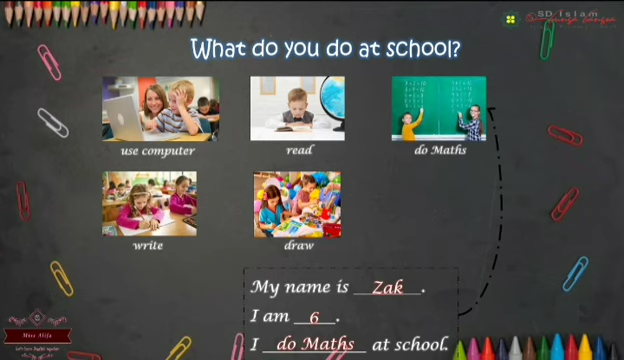 SD Islam
What do you do at school?
use computer
read
do Maths
write
draw
My name is Zak.
I am 6.
I do Maths at school.
Miss Alifa